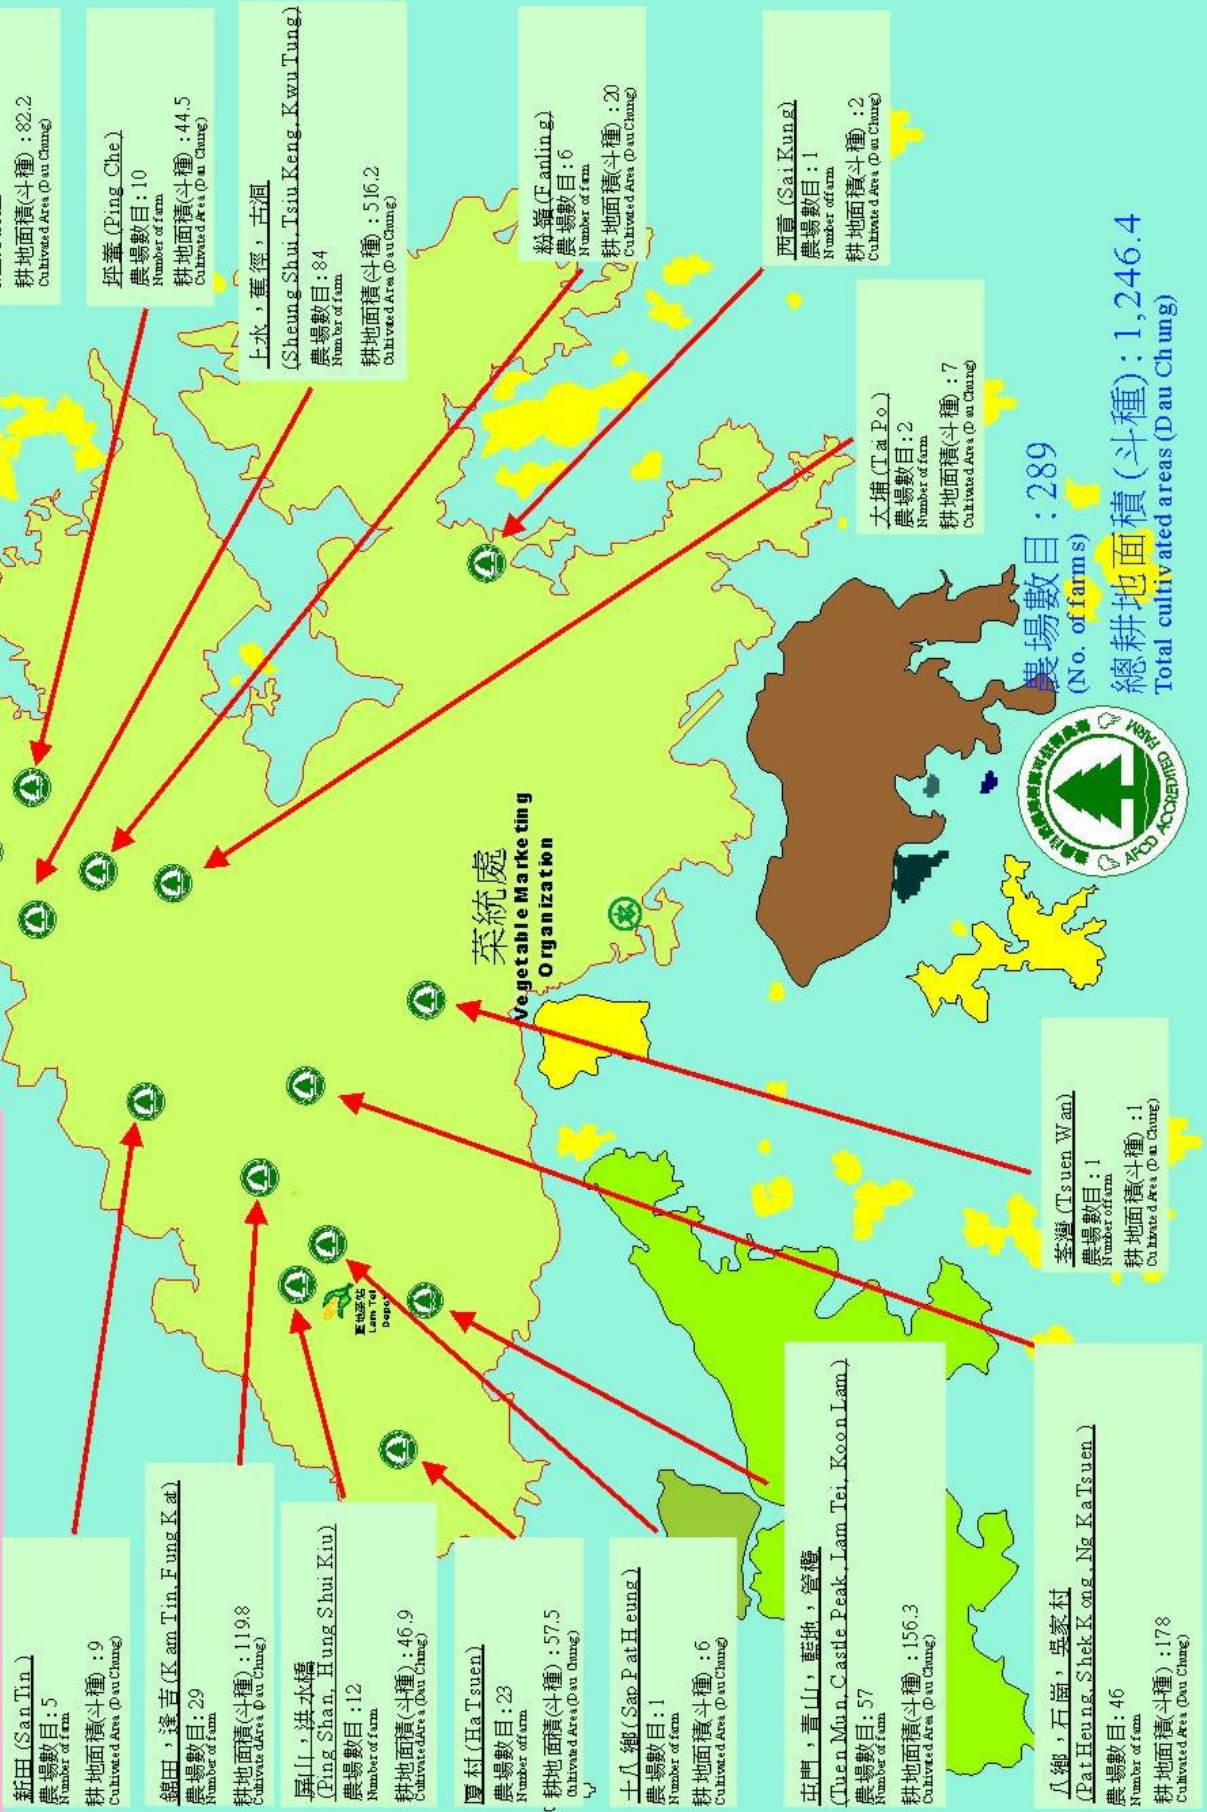 新田 (San Tin)
農場數目: 5
Number of farm
耕地面積(斗種) : 9
Cultivated Area (Dau Chung)
錦田，逢吉 (Kam Tin, Fung Kat)
農場數目: 29
Number of farm
耕地面積(斗種) : 119.8
Cultivated Area (Dau Chung)
屏山，洪水橋
(Ping Shan, Hung Shui Kiu)
農場數目 :12
Number of farm
耕地面積(斗種) : 46.9
Cultivated Area (Dau Chung)
廈村 (Ha Tsuen)
農場數目 : 23
Number of farm
耕地面積(斗種) : 57.5
Cultivated Area (Dau Chung)
十八鄉 (Sap Pat Heung)
農場數目: 1
Number of farm
耕地面積(斗種) : 6
Cultivated Area (Dau Chung)
屯門，青山，藍地，管欖
(Tuen Mun, Castle Peak, Lam Tei, Koon Lam)
農場數目: 57
Number of farm
耕地面積(斗種) : 156.3
Cultivated Area (Dau Chung)
八鄉，石崗，吳家村
(Pat Heung, Shek Kong, Ng Ka Tsuen)
農場數目: 46
Number of farm
耕地面積(斗種) :178
Cultivated Area (Dau Chung)
荃灣 (Tsuen Wan)
農場數目: 1
Number of farm
耕地面積(斗種) :1
Cultivated Area (Dau Chung)
藍地菜站
Lam Tei
Depot
菜統處
Vegetable Marketing
Organization
耕地面積(斗種) : 82.2
Cultivated Area (Dau Chung)
坪輋 (Ping Che)
農場數目: 10
Number of farm
耕地面積(斗種) : 44.5
Cultivated Area (Dau Chung)
上水，蕉徑，古洞
(Sheung Shui, Tsiu Keng, Kwu Tung)
農場數目: 84
Number of farm
耕地面積(斗種) : 516.2
Cultivated Area (Dau Chung)
粉嶺 (Fanling)
農場數目: 6
Number of farm
耕地面積(斗種) : 20
Cultivated Area (Dau Chung)
西貢 (Sai Kung)
農場數目: 1
Number of farm
耕地面積(斗種) : 2
Cultivated Area (Dau Chung)
大埔 (Tai Po)
農場數目: 2
Number of farm
耕地面積(斗種) : 7
Cultivated Area (Dau Chung)
農場數目 : 289
(No. of farms)
總耕地面積 (斗種) : 1,246.4
Total cultivated areas (Dau Chung)
AFCD ACCREDITED FARM